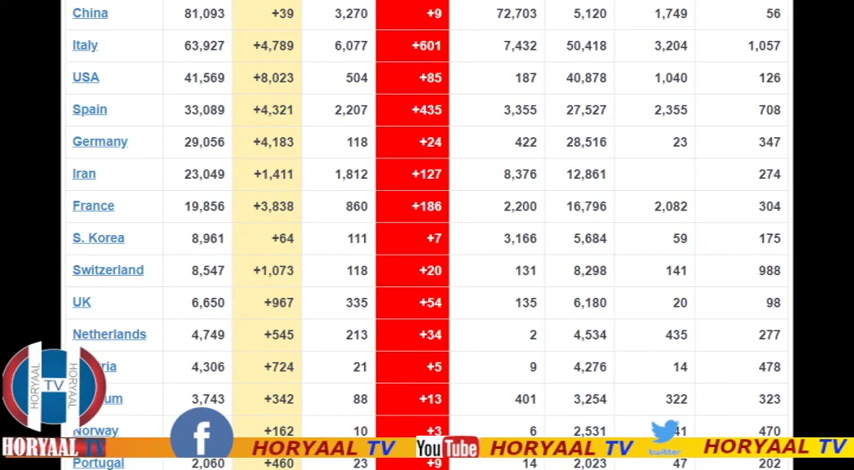 China 81,093 +39 3,270 +9 72,703 5,120 1,749 56
Italy 63,927 +4,789 6,077 +601 7,432 50,418 3,204 1,057
USA 41,569 +8,023 504 +85 187 40,878 1,040 126
Spain 33,089 +4,321 2,207 +435 3,355 27,527 2,355 708
Germany 29,056 +4,183 118 +24 422 28,516 23 347
Iran 23,049 +1,411 1,812 +127 8,376 12,861 274
France 19,856 +3,838 860 +186 2,200 16,796 2,082 304
S. Korea 8,961 +64 111 +7 3,166 5,684 59 175
Switzerland 8,547 +1,073 118 +20 131 8,298 141 988
UK 6,650 +967 335 +54 135 6,180 20 98
Netherlands 4,749 +545 213 +34 2 4,534 435 277
4,306 +724 21 +5 9 4,276 14 478
3,743 +342 88 +13 401 3,254 322 323
Norway +162 10 +3 6 2,531 41 470
Portugal 2,060 +460 23 +9 14 2,023 47 202
HORYAAL TV HORYAAL
HORYAAL TV f HORYAAL TV YouTube HORYAAL TV twitter HORYAAL TV